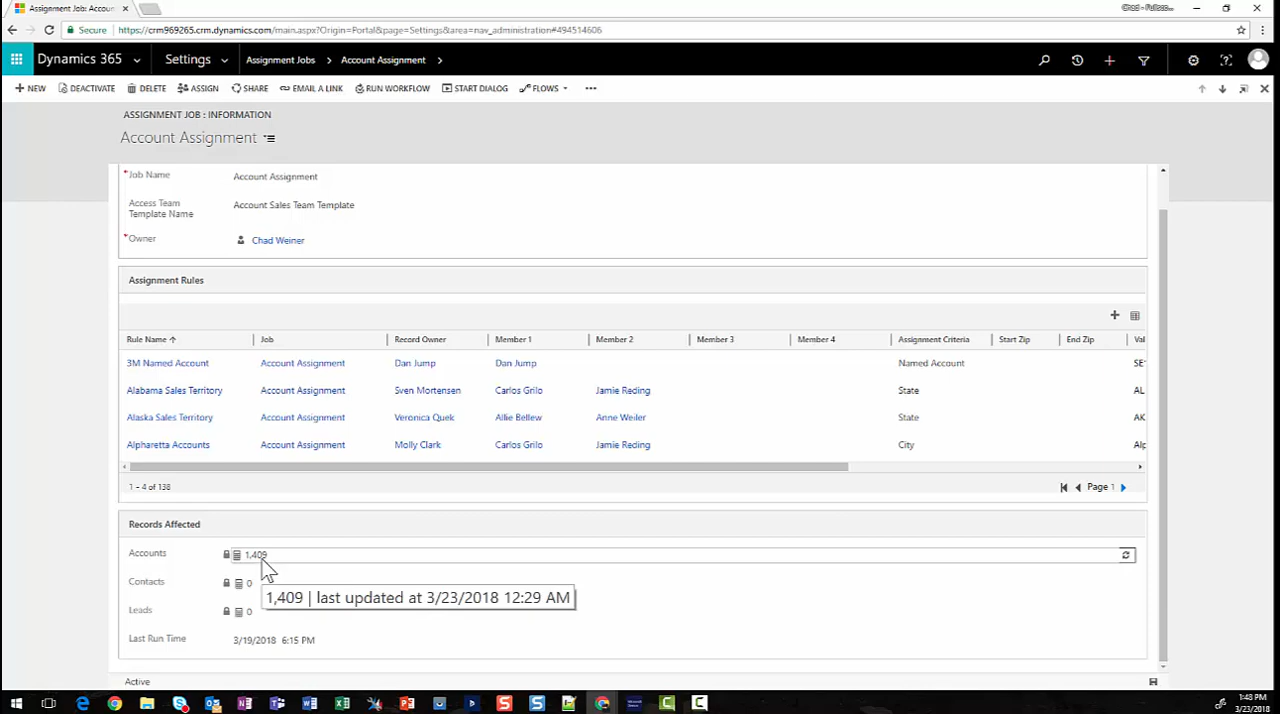 Assignment Job: Accou
Secure https://crm969265.crm.dynamics.com/main.aspx?Origin=Portal&page=Settings&area=nav_administration#494514606
Dynamics 365 Settings Assignment Jobs Account Assignment
NEW DEACTIVATE DELETE ASSIGN SHARE EMAIL A LINK RUN WORKFLOW START DIALOG FLOWS ...
ASSIGNMENT JOB : INFORMATION
Account Assignment
*Job Name Account Assignment
Access Team
Template Name
Account Sales Team Template
*Owner Chad Weiner
Assignment Rules
Rule Name Job Record Owner Member 1 Member 2 Member 3 Member 4 Assignment Criteria Start Zip End Zip Val
3M Named Account Account Assignment Dan Jump Dan Jump Named Account SE
Alabama Sales Territory Account Assignment Sven Mortensen Carlos Grilo Jamie Reding State AL
Alaska Sales Territory Account Assignment Veronica Quek Allie Bellew Anne Weiler State AK
Alpharetta Accounts Account Assignment Molly Clark Carlos Grilo Jamie Reding City Alp
1 - 4 of 138 Page 1
Records Affected
Accounts 1,409
Contacts 0
1,409 | last updated at 3/23/2018 12:29 AM
Leads 0
Last Run Time 3/19/2018 6:15 PM
Active
1:48 PM
3/23/2018